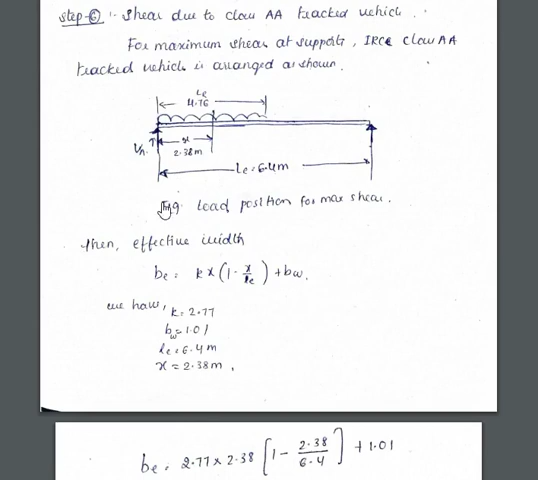 step-⑥ :- Shear due to class AA tracked vehicle.
For maximum shear at supports, IRC class AA
tracked vehicle is arranged as shown.
Le
4.76
x
2.38m
VA
Le = 6.4m
Fig. load position for max shear.
then, effective width
be = k x (1 - x/le) + bw.
we have, k = 2.77
bw = 1.01
le = 6.4 m
x = 2.38 m.
be = 2.77 x 2.38 [1 - 2.38/6.4] + 1.01